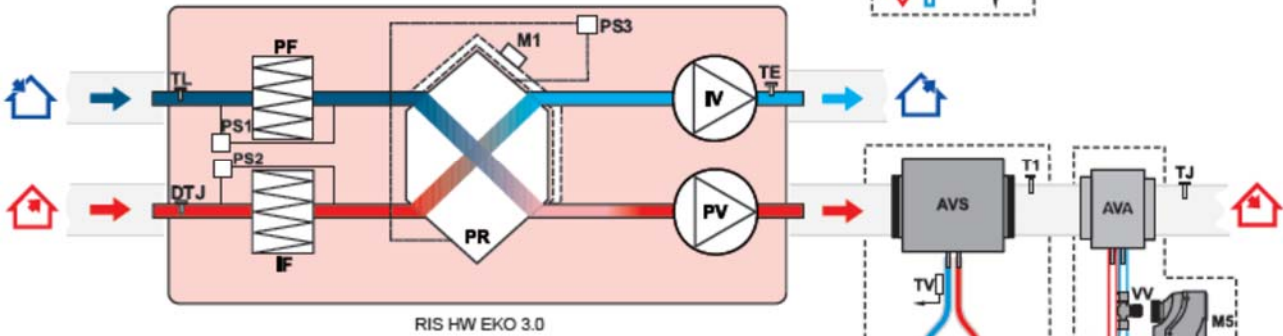 PS3
M1
PF
TL
IV
TE
PS1
PS2
DTJ
PV
AVS
T1
AVA
TJ
PR
IF
TV
VV
M5
RIS HW EKO 3.0